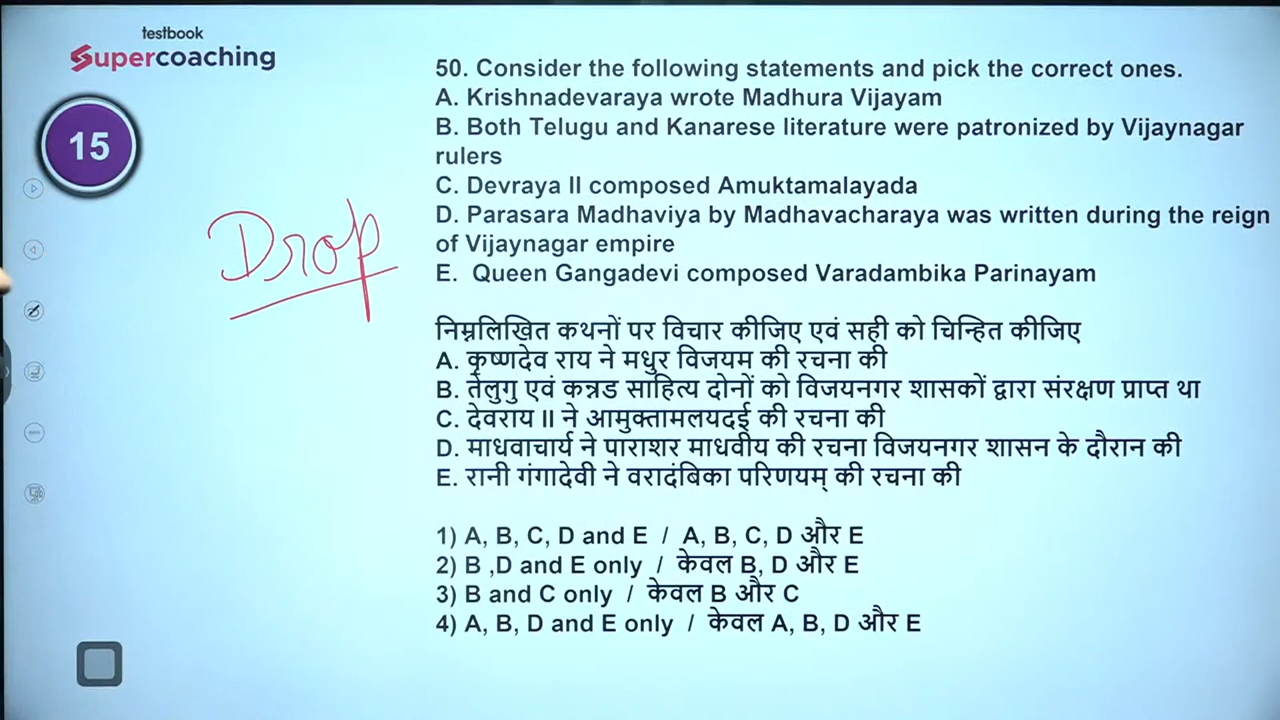 testbook
Supercoaching
15
Drop
50. Consider the following statements and pick the correct ones.
A. Krishnadevaraya wrote Madhura Vijayam
B. Both Telugu and Kanarese literature were patronized by Vijaynagar
rulers
C. Devraya II composed Amuktamalayada
D. Parasara Madhaviya by Madhavacharaya was written during the reign
of Vijaynagar empire
E. Queen Gangadevi composed Varadambika Parinayam
निम्नलिखित कथनों पर विचार कीजिए एवं सही को चिन्हित कीजिए
A. कृष्णदेव राय ने मधुर विजयम की रचना की
B. तेलुगु एवं कन्नड साहित्य दोनों को विजयनगर शासकों द्वारा संरक्षण प्राप्त था
C. देवराय II ने आमुक्तामलयदई की रचना की
D. माधवाचार्य ने पाराशर माधवीय की रचना विजयनगर शासन के दौरान की
E. रानी गंगादेवी ने वरादंबिका परिणयम् की रचना की
1) A, B, C, D and E / A, B, C, D और E
2) B ,D and E only / केवल B, D और E
3) B and C only / केवल B और C
4) A, B, D and E only / केवल A, B, D और E